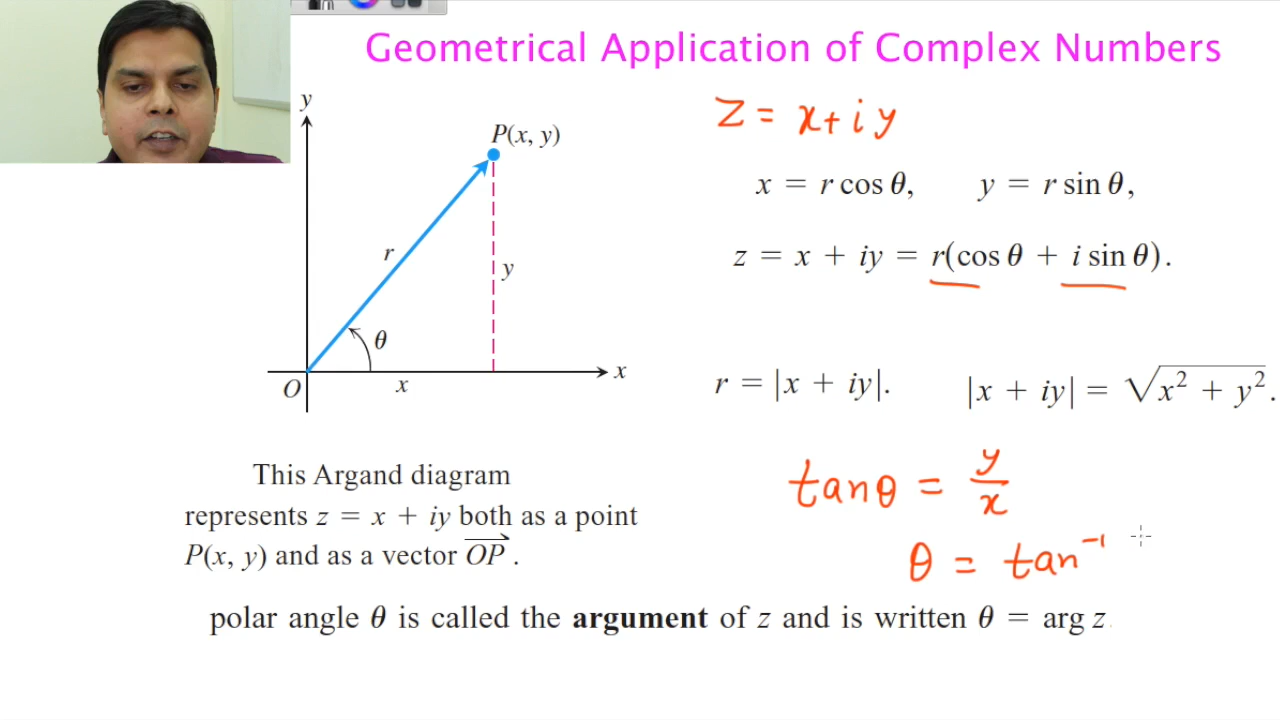 Geometrical Application of Complex Numbers
y
P(x, y)
r
y
θ
O
x
x
z = x + iy
x = r cos θ, y = r sin θ,
z = x + iy = r(cos θ + i sin θ).
r = |x + iy|. |x + iy| = √x² + y².
tanθ = y/x
θ = tan⁻¹
This Argand diagram
represents z = x + iy both as a point
P(x, y) and as a vector OP⃗ .
polar angle θ is called the argument of z and is written θ = arg z.